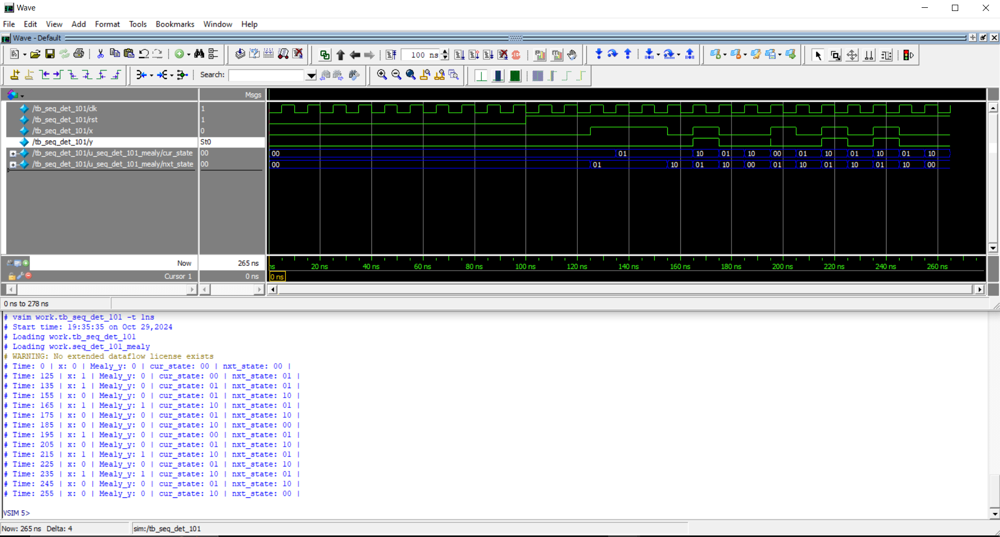 Wave
File Edit View Add Format Tools Bookmarks Window Help
Wave - Default
100 ns
Search:
Msgs
/tb_seq_det_101/clk 1
/tb_seq_det_101/rst 1
/tb_seq_det_101/x 0
/tb_seq_det_101/y St0
/tb_seq_det_101/u_seq_det_101_mealy/cur_state 00 00 01 10 01 10 00 01 10 01 10 01 10
/tb_seq_det_101/u_seq_det_101_mealy/nxt_state 00 00 01 10 01 10 00 01 10 01 10 01 10 00
Now 265 ns ns 20 ns 40 ns 60 ns 80 ns 100 ns 120 ns 140 ns 160 ns 180 ns 200 ns 220 ns 240 ns 260 ns
Cursor 1 0 ns 0 ns
0 ns to 278 ns
# vsim work.tb_seq_det_101 -t 1ns
# Start time: 19:35:35 on Oct 29,2024
# Loading work.tb_seq_det_101
# Loading work.seq_det_101_mealy
# WARNING: No extended dataflow license exists
# Time: 0 | x: 0 | Mealy_y: 0 | cur_state: 00 | nxt_state: 00 |
# Time: 125 | x: 1 | Mealy_y: 0 | cur_state: 00 | nxt_state: 01 |
# Time: 135 | x: 1 | Mealy_y: 0 | cur_state: 01 | nxt_state: 01 |
# Time: 155 | x: 0 | Mealy_y: 0 | cur_state: 01 | nxt_state: 10 |
# Time: 165 | x: 1 | Mealy_y: 1 | cur_state: 10 | nxt_state: 01 |
# Time: 175 | x: 0 | Mealy_y: 0 | cur_state: 01 | nxt_state: 10 |
# Time: 185 | x: 0 | Mealy_y: 0 | cur_state: 10 | nxt_state: 00 |
# Time: 195 | x: 1 | Mealy_y: 0 | cur_state: 00 | nxt_state: 01 |
# Time: 205 | x: 0 | Mealy_y: 0 | cur_state: 01 | nxt_state: 10 |
# Time: 215 | x: 1 | Mealy_y: 1 | cur_state: 10 | nxt_state: 01 |
# Time: 225 | x: 0 | Mealy_y: 0 | cur_state: 01 | nxt_state: 10 |
# Time: 235 | x: 1 | Mealy_y: 1 | cur_state: 10 | nxt_state: 01 |
# Time: 245 | x: 0 | Mealy_y: 0 | cur_state: 01 | nxt_state: 10 |
# Time: 255 | x: 0 | Mealy_y: 0 | cur_state: 10 | nxt_state: 00 |
VSIM 5>
Now: 265 ns Delta: 4 sim:/tb_seq_det_101